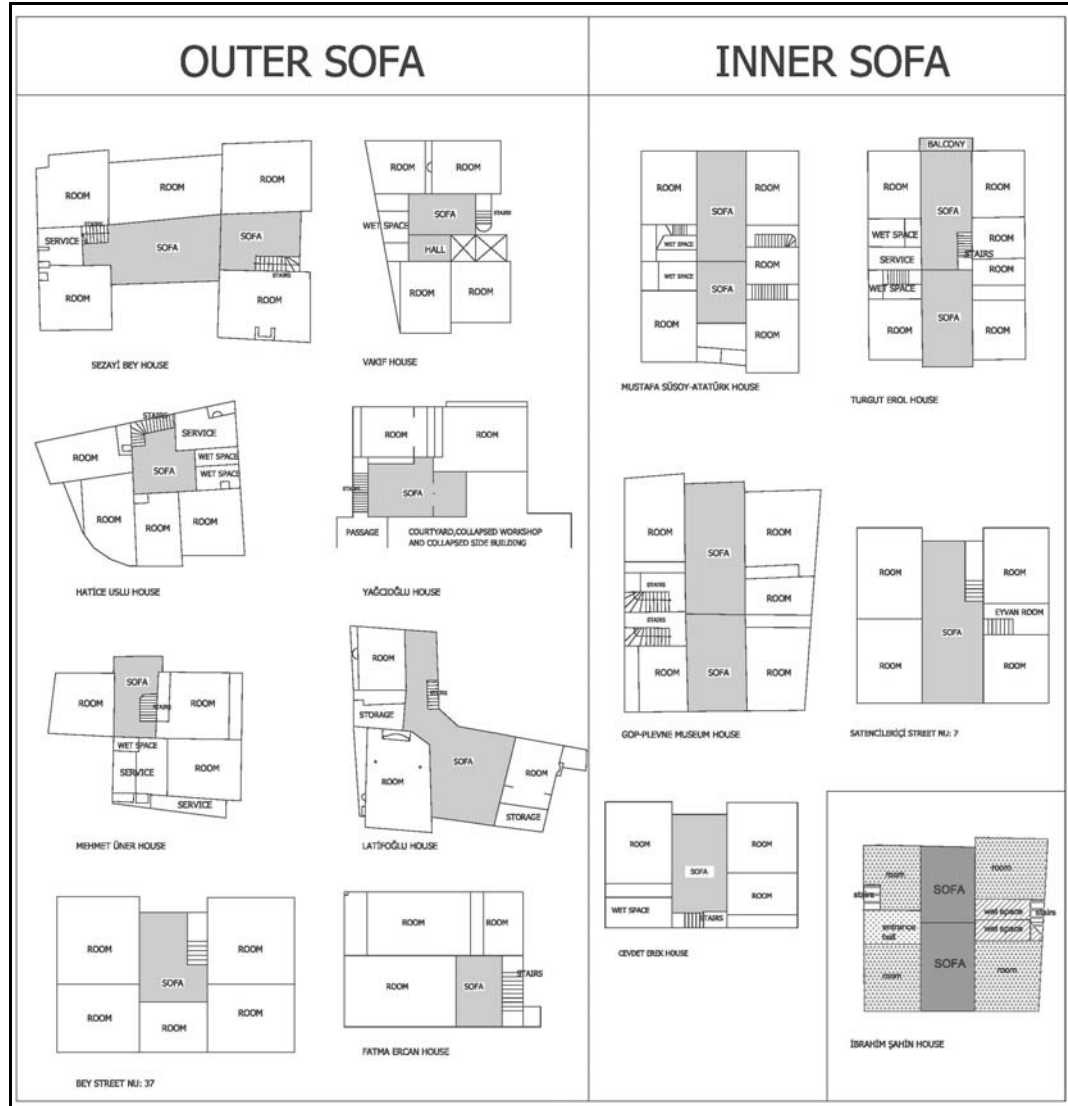 OUTER SOFA
INNER SOFA
ROOM
ROOM
ROOM
STAIRS
SERVICE
SOFA
SOFA
STAIRS
ROOM
ROOM
SEZAYİ BEY HOUSE
ROOM
ROOM
SOFA
STAIRS
WET SPACE
HALL
ROOM
ROOM
VAKIF HOUSE
STAIRS
SERVICE
ROOM
WET SPACE
SOFA
WET SPACE
ROOM
ROOM
ROOM
HATİCE USLU HOUSE
ROOM
ROOM
STAIRS
SOFA
PASSAGE
COURTYARD,COLLAPSED WORKSHOP
AND COLLAPSED SIDE BUILDING
YAĞCIOĞLU HOUSE
SOFA
ROOM
STAIRS
ROOM
WET SPACE
SERVICE
ROOM
SERVICE
MEHMET ÜNER HOUSE
ROOM
STAIRS
STORAGE
SOFA
ROOM
ROOM
STORAGE
LATİFOĞLU HOUSE
ROOM
ROOM
SOFA
ROOM
ROOM
ROOM
BEY STREET NU: 37
ROOM
ROOM
STAIRS
ROOM
SOFA
FATMA ERCAN HOUSE
ROOM
ROOM
SOFA
WET SPACE
ROOM
WET SPACE
SOFA
ROOM
ROOM
MUSTAFA SÜSOY-ATATÜRK HOUSE
BALCONY
ROOM
ROOM
SOFA
WET SPACE
ROOM
STAIRS
SERVICE
ROOM
WET SPACE
ROOM
SOFA
ROOM
TURGUT EROL HOUSE
ROOM
ROOM
SOFA
STAIRS
ROOM
STAIRS
ROOM
SOFA
ROOM
GOP-PLEVNE MUSEUM HOUSE
ROOM
ROOM
EYVAN ROOM
SOFA
ROOM
ROOM
SATENCİLERİÇİ STREET NU: 7
ROOM
ROOM
SOFA
ROOM
WET SPACE
STAIRS
CEVDET EREK HOUSE
room
room
SOFA
stairs
wet space
stairs
entrance
hall
wet space
SOFA
room
room
İBRAHİM ŞAHİN HOUSE